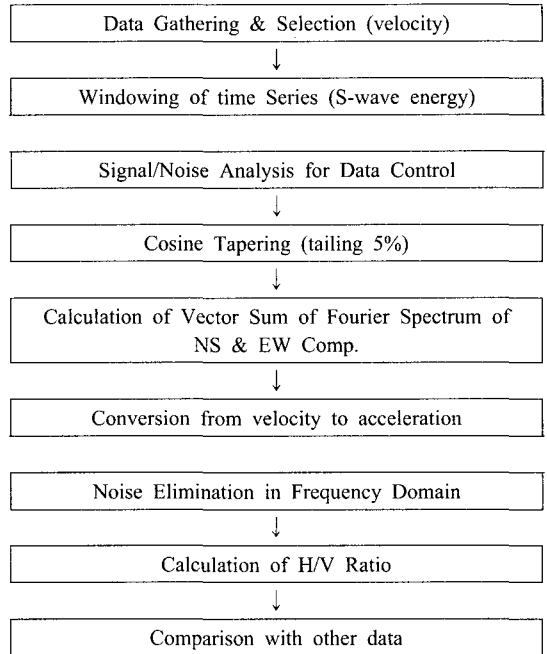 Data Gathering & Selection (velocity)
↓
Windowing of time Series (S-wave energy)
Signal/Noise Analysis for Data Control
↓
Cosine Tapering (tailing 5%)
↓
Calculation of Vector Sum of Fourier Spectrum of
NS & EW Comp.
↓
Conversion from velocity to acceleration
Noise Elimination in Frequency Domain
↓
Calculation of H/V Ratio
↓
Comparison with other data